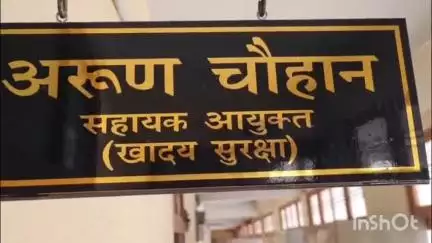 अरूण चौहान
सहायक आयुक्त
(खादय सुरक्षा)
InShOt